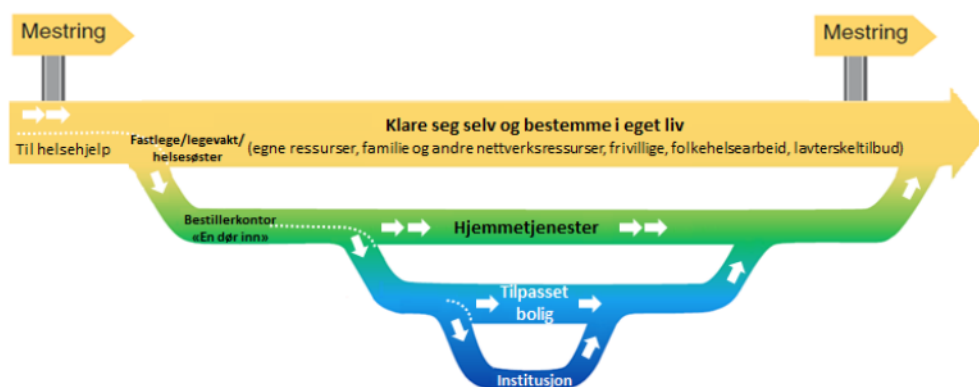 Mestring
Mestring
Klare seg selv og bestemme i eget liv
Til helsehjelp
Fastlege/legevakt/
helsesøster
(egne ressurser, familie og andre nettverksressurser, frivillige, folkehelsearbeid, lavterskeltilbud)
Bestillerkontor
«En dør inn»
Hjemmetjenester
Tilpasset
bolig
Institusjon